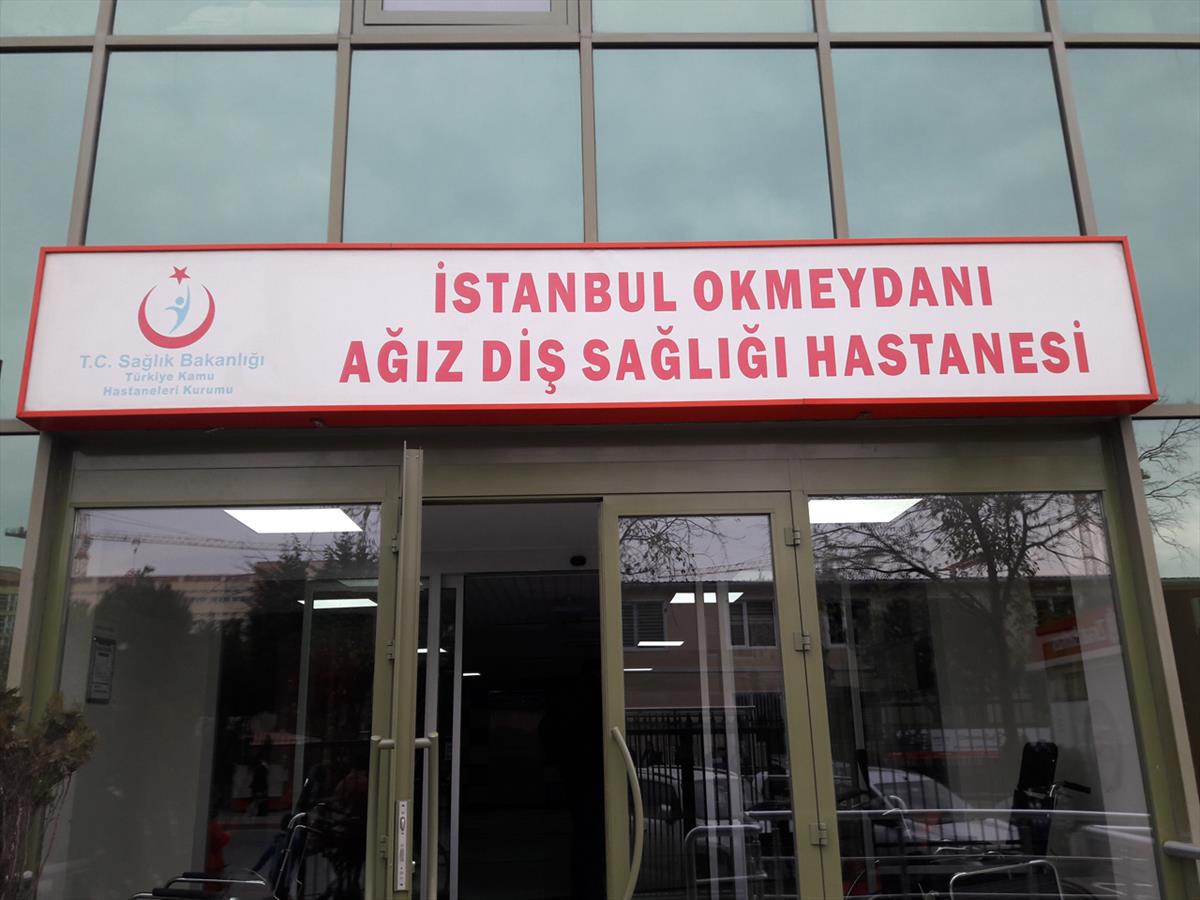 İSTANBUL OKMEYDANI
AĞIZ DİŞ SAĞLIĞI HASTANESİ
T.C. Sağlık Bakanlığı
Türkiye Kamu
Hastaneleri Kurumu